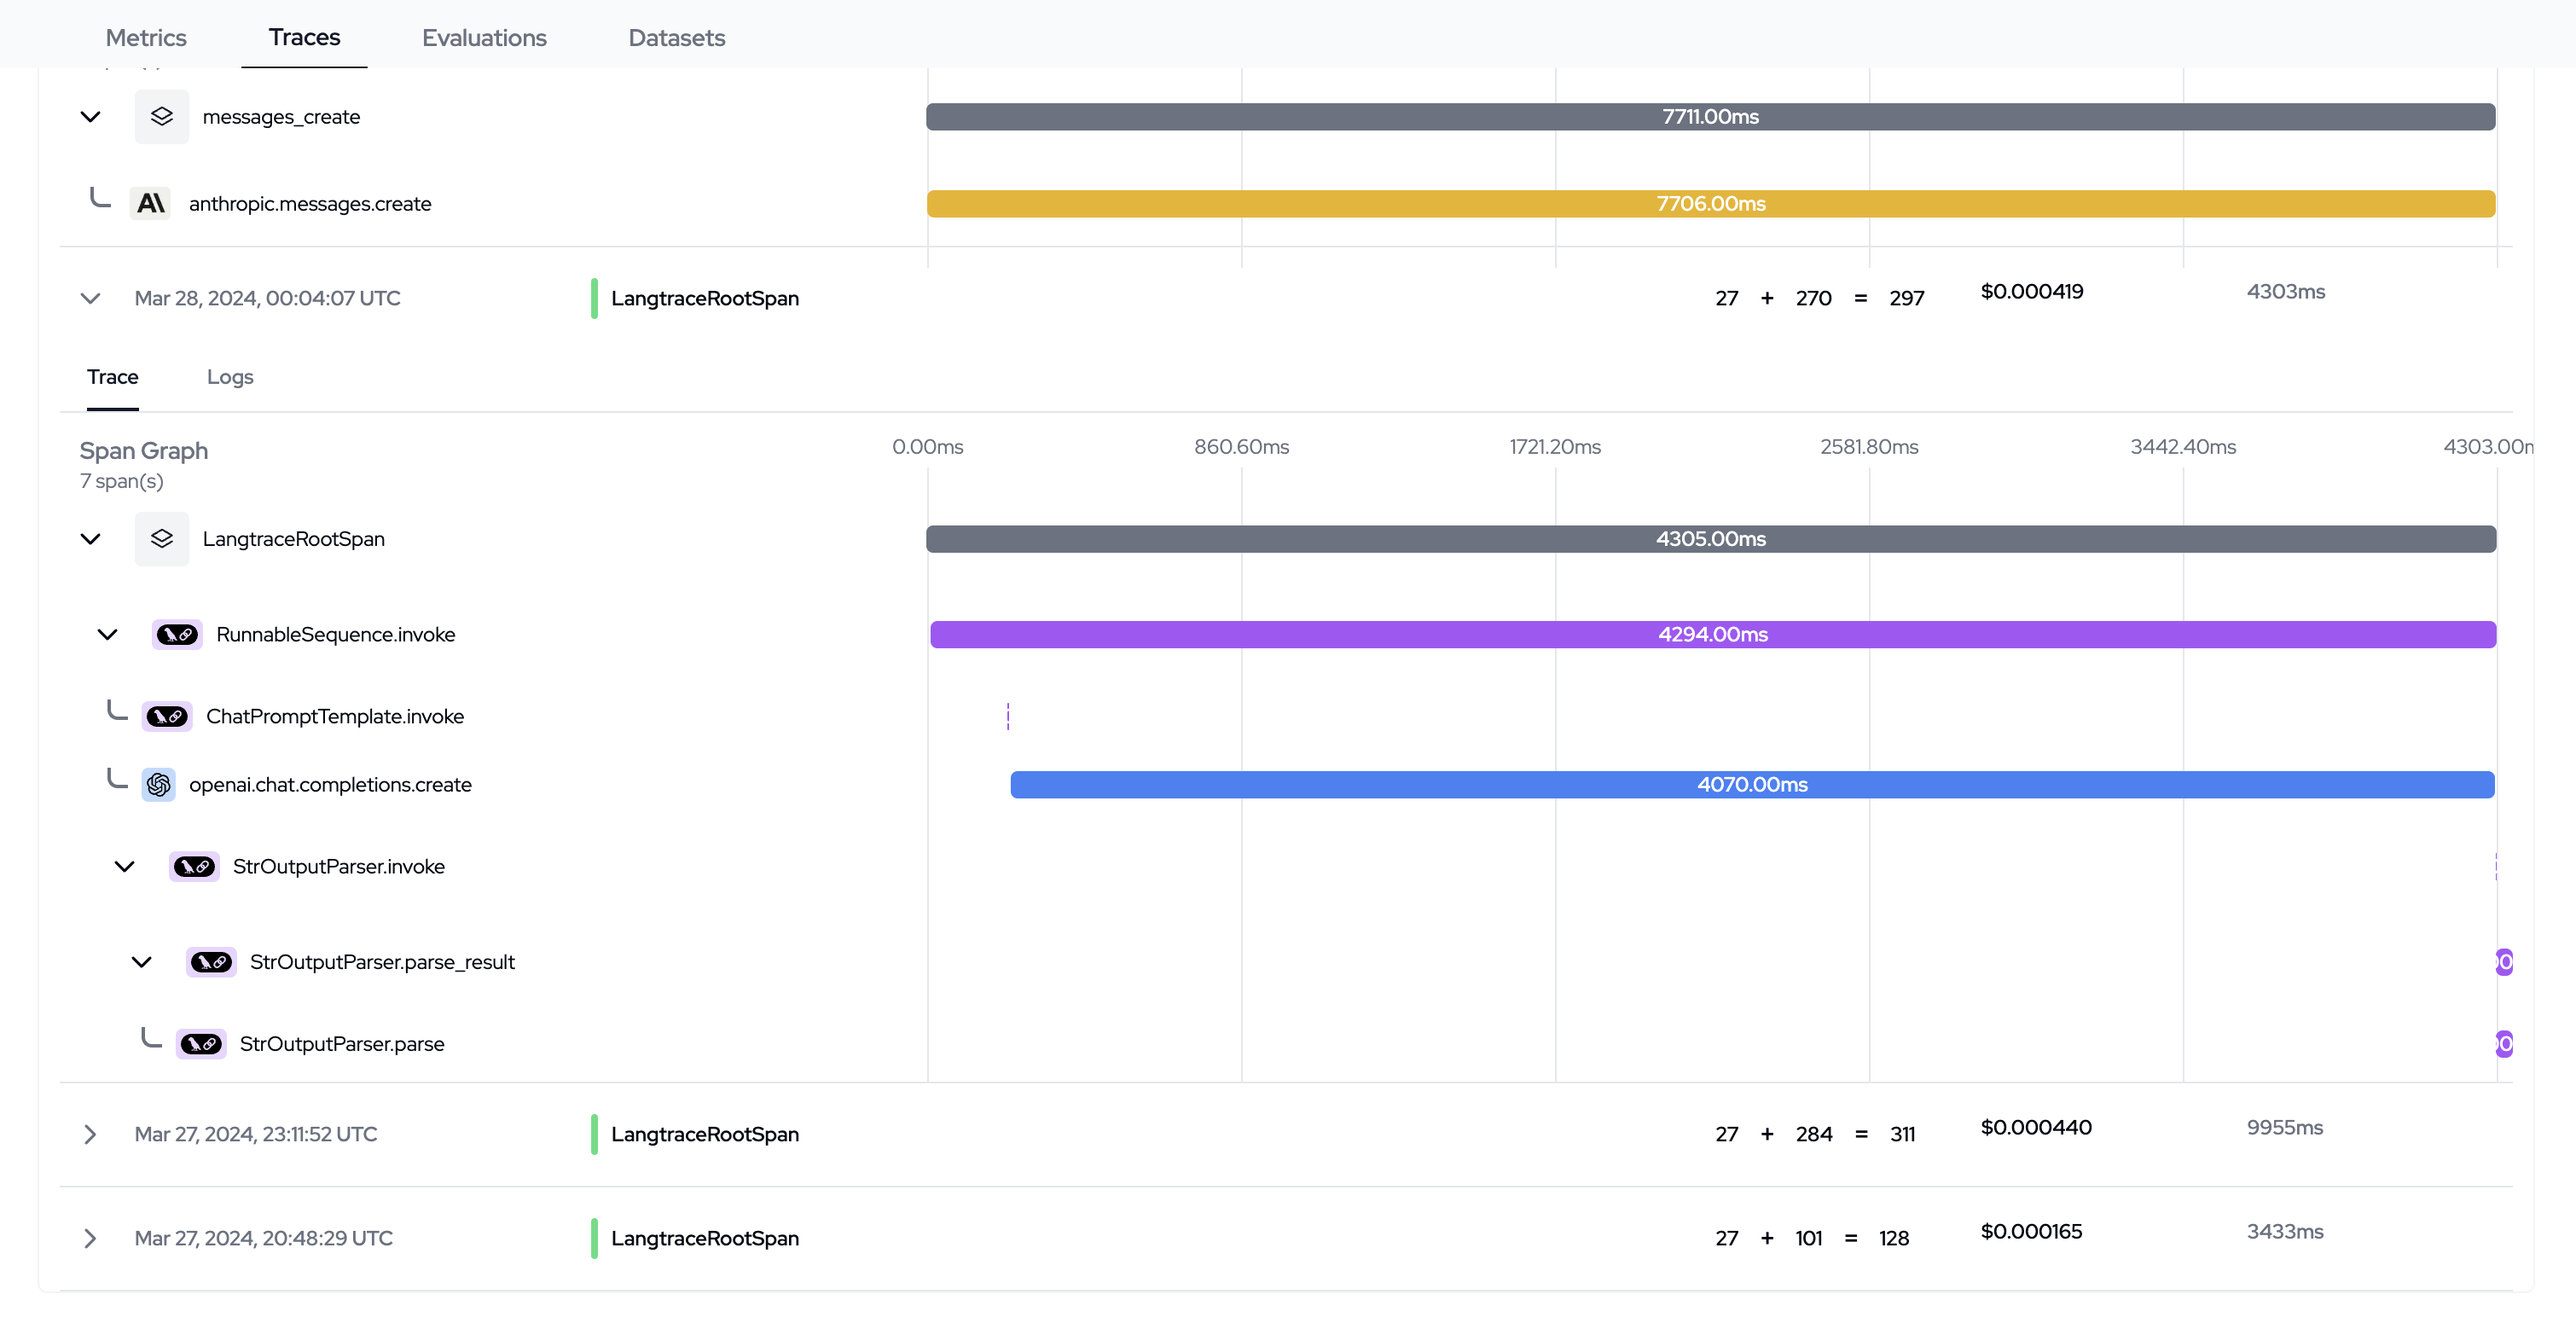 Metrics Traces Evaluations Datasets
messages_create 7711.00ms
anthropic.messages.create 7706.00ms
Mar 28, 2024, 00:04:07 UTC LangtraceRootSpan 27 + 270 = 297 $0.000419 4303ms
Trace Logs
Span Graph 0.00ms 860.60ms 1721.20ms 2581.80ms 3442.40ms 4303.00
7 span(s)
LangtraceRootSpan 4305.00ms
RunnableSequence.invoke 4294.00ms
ChatPromptTemplate.invoke
openai.chat.completions.create 4070.00ms
StrOutputParser.invoke
StrOutputParser.parse_result
StrOutputParser.parse
Mar 27, 2024, 23:11:52 UTC LangtraceRootSpan 27 + 284 = 311 $0.000440 9955ms
Mar 27, 2024, 20:48:29 UTC LangtraceRootSpan 27 + 101 = 128 $0.000165 3433ms